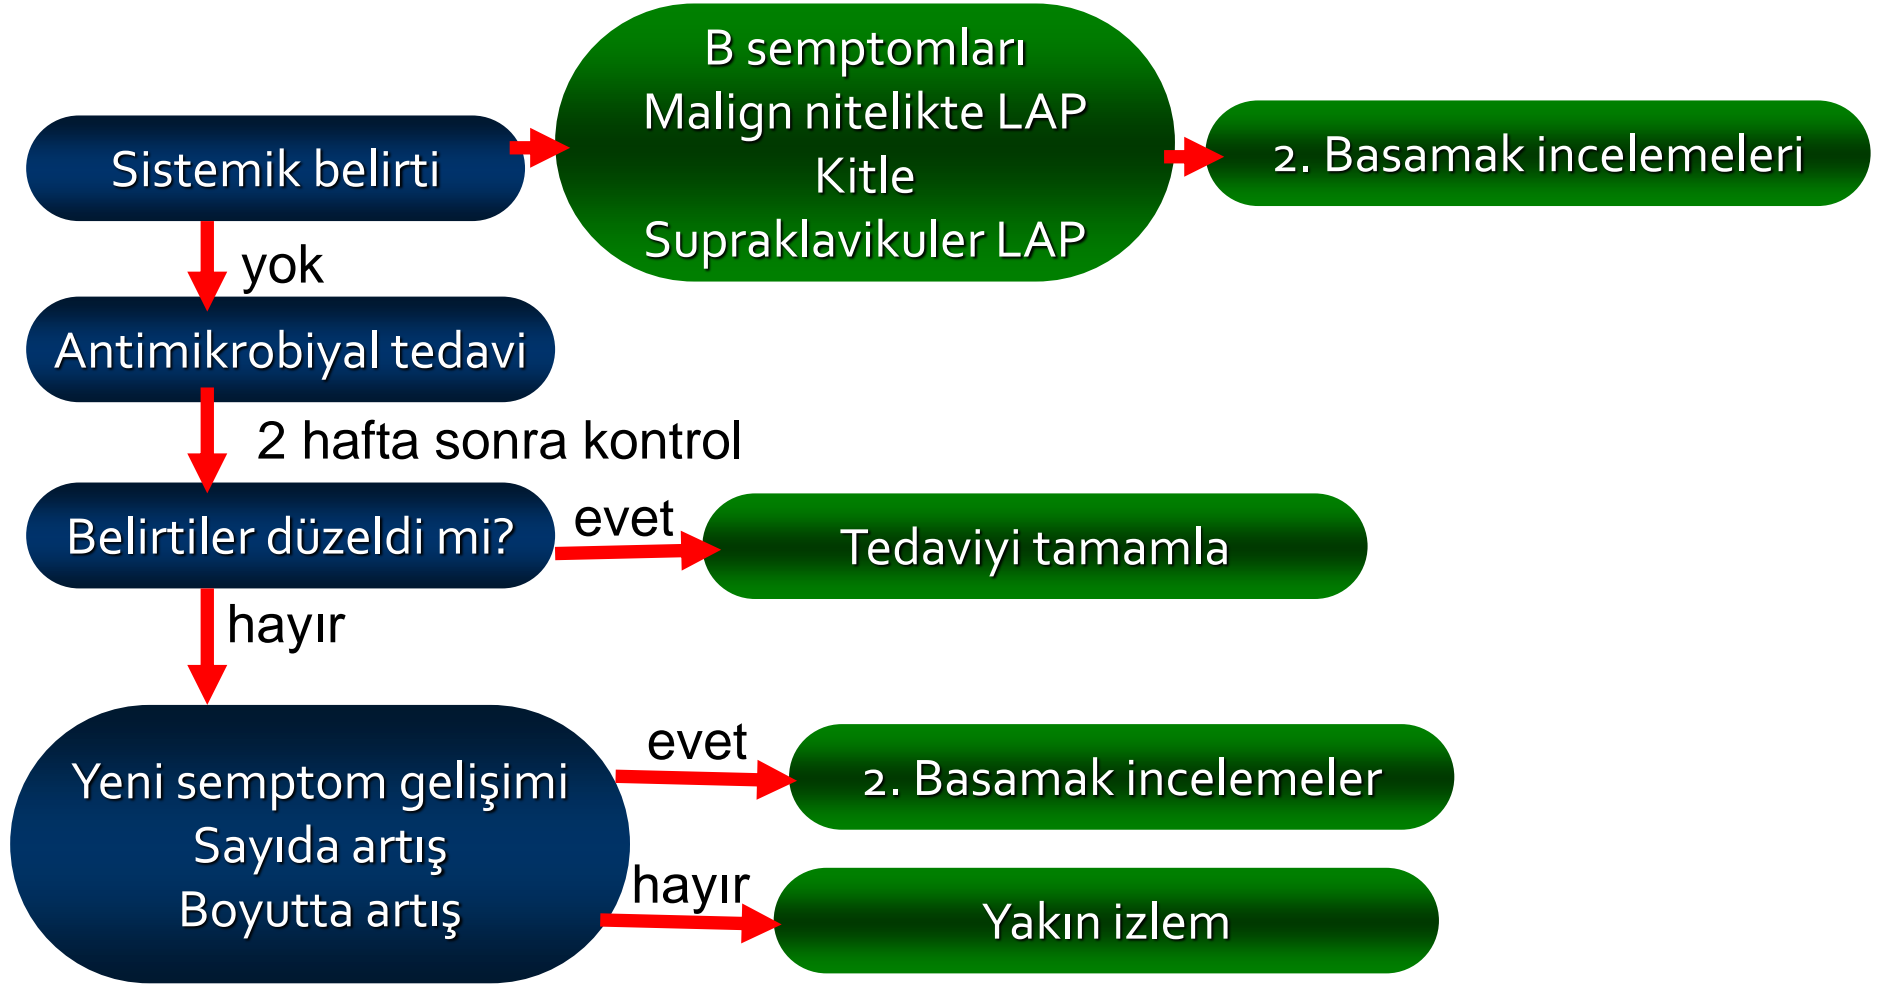 B semptomları
Malign nitelikte LAP
Kitle
Supraklavikuler LAP
Sistemik belirti
2. Basamak incelemeleri
yok
Antimikrobiyal tedavi
2 hafta sonra kontrol
Belirtiler düzeldi mi?
evet
Tedaviyi tamamla
hayır
Yeni semptom gelişimi
Sayıda artış
Boyutta artış
evet
2. Basamak incelemeler
hayır
Yakın izlem